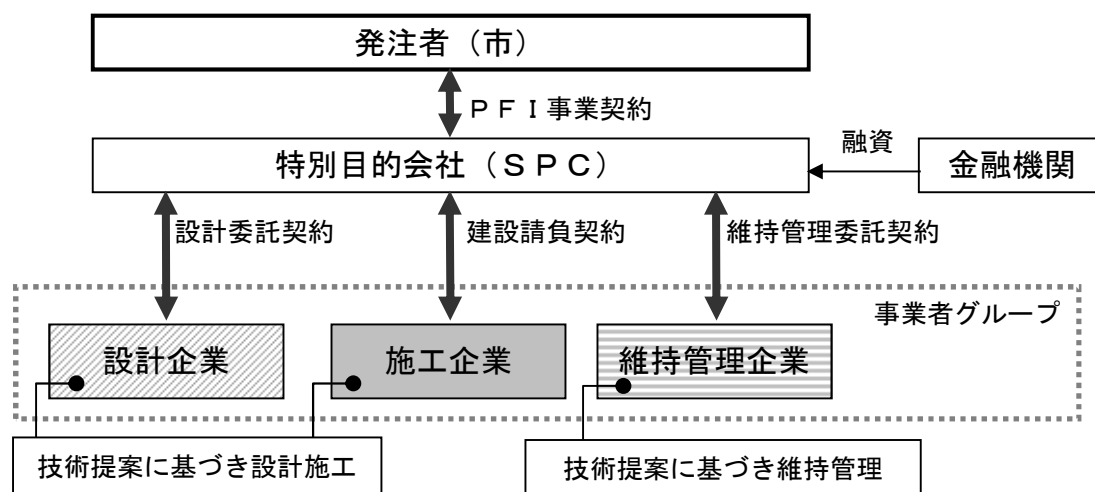 発注者（市）
ＰＦＩ事業契約
特別目的会社（ＳＰＣ）
融資
金融機関
設計委託契約
建設請負契約
維持管理委託契約
事業者グループ
設計企業
施工企業
維持管理企業
技術提案に基づき設計施工
技術提案に基づき維持管理